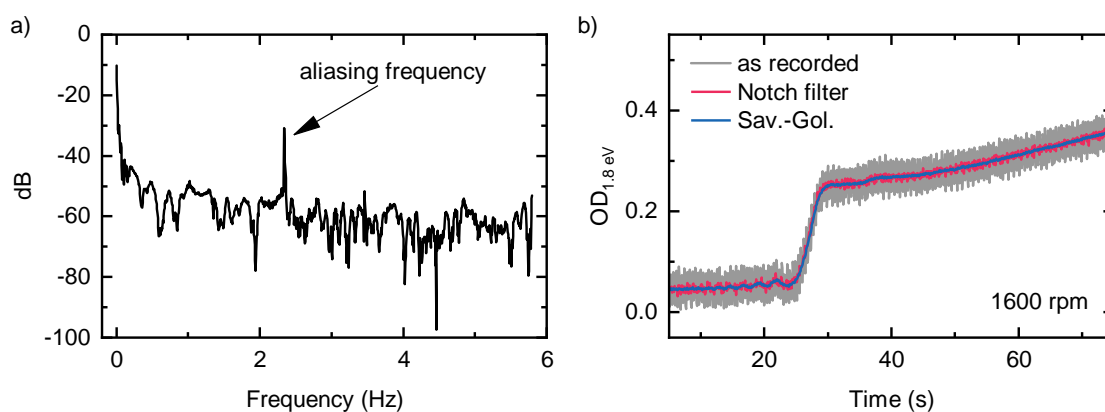 a)
0
-20
-40
-60
-80
-100
dB
aliasing frequency
0
2
4
6
Frequency (Hz)
b)
as recorded
Notch filter
Sav.-Gol.
0.4
0.2
0.0
OD1.8 eV
1600 rpm
20
40
60
Time (s)